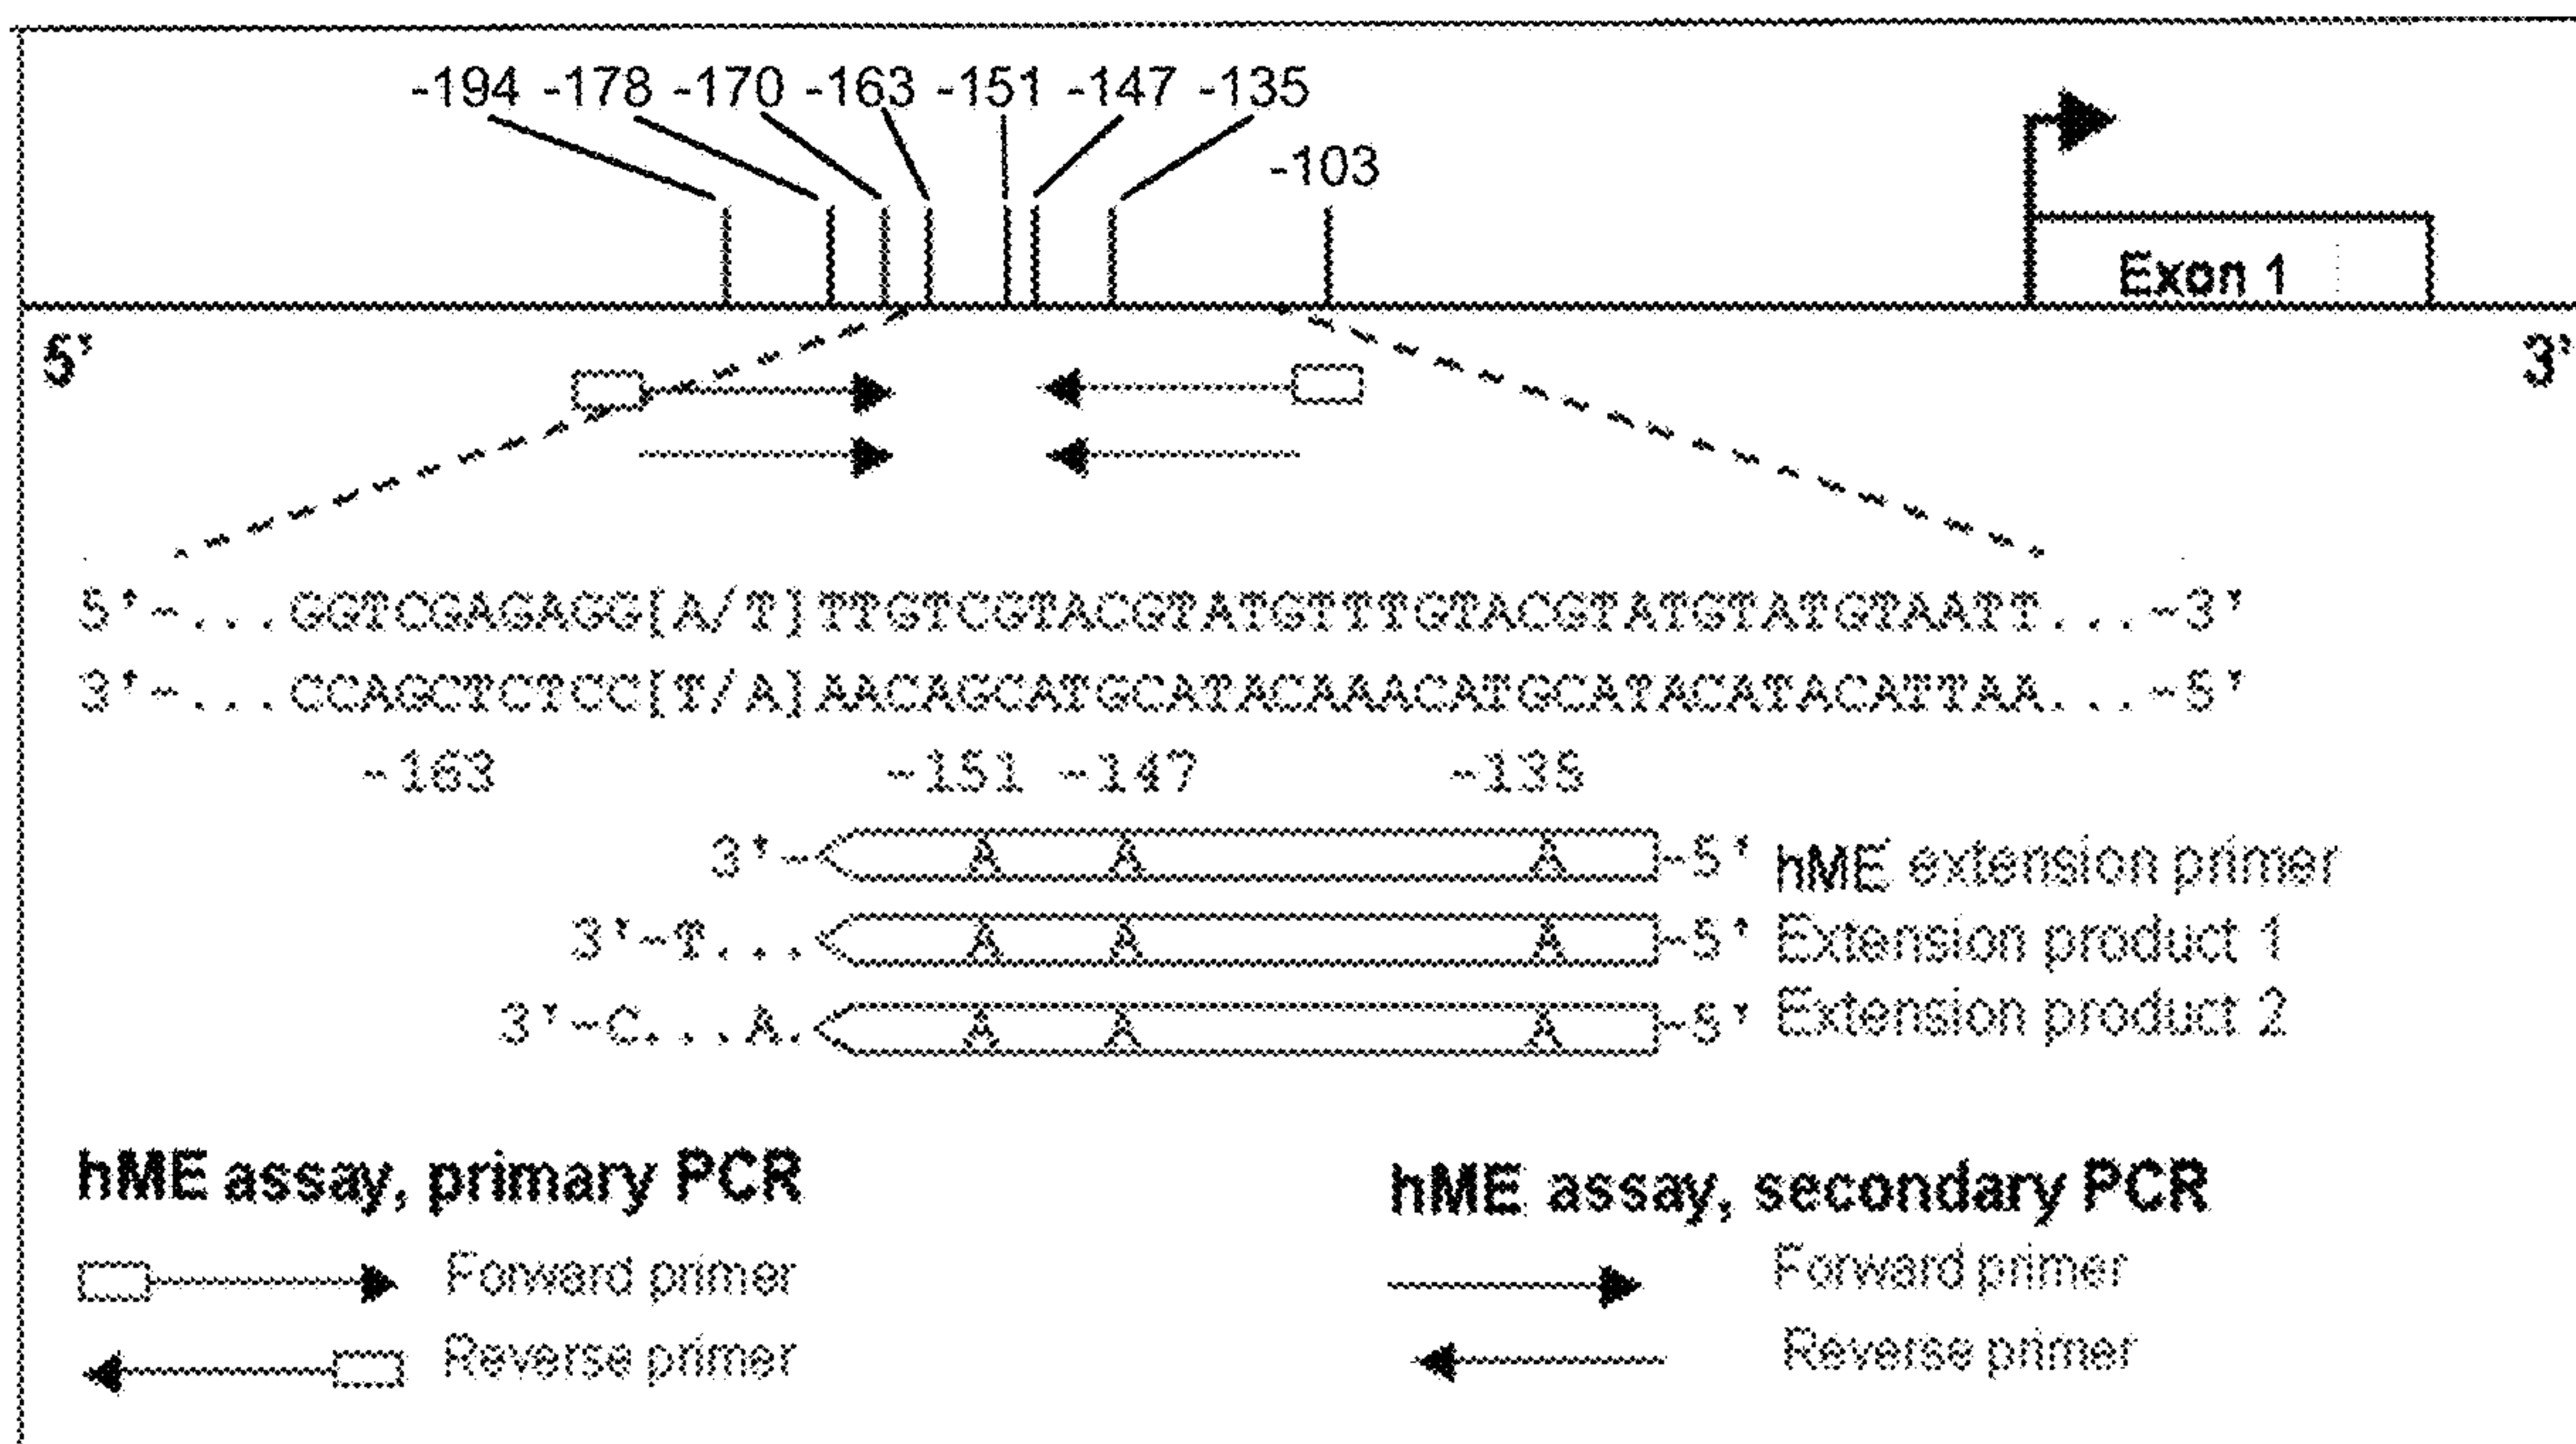 -194 -178 -170 -163 -151 -147 -135
-103
Exon 1
5'
3'
5'-...GGTCGAGAGG[A/T]TTGTCGTACGTATGTTTGTACGTATGTATGTAATT...-3'
3'-...CCAGCTCTCC[T/A]AACAGCATGCATACAAACATGCATACATACATTAA...-5'
-163 -151 -147 -135
3'- A A A -5' hME extension primer
3'-T... A A A -5' Extension product 1
3'-C...A. A A A -5' Extension product 2
hME assay, primary PCR
Forward primer
Reverse primer
hME assay, secondary PCR
Forward primer
Reverse primer